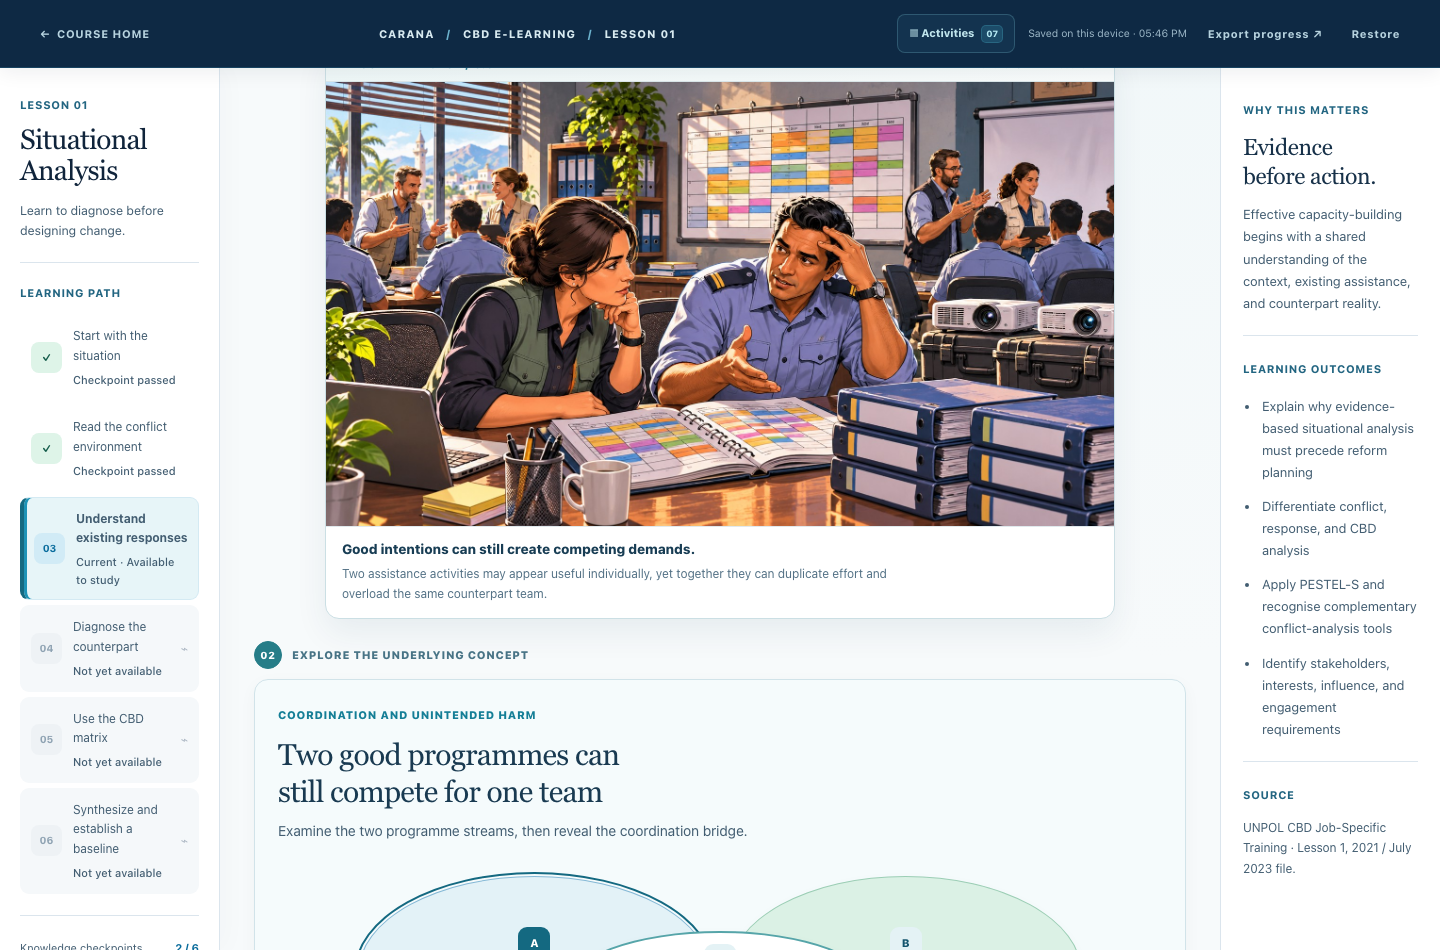 ← COURSE HOME
CARANA / CBD E-LEARNING / LESSON 01
Activities 07
Saved on this device · 05:46 PM
Export progress ↗
Restore
LESSON 01
Situational
Analysis
Learn to diagnose before
designing change.
LEARNING PATH
Start with the
situation
Checkpoint passed
Read the conflict
environment
Checkpoint passed
03
Understand
existing responses
Current · Available
to study
04
Diagnose the
counterpart
Not yet available
05
Use the CBD
matrix
Not yet available
06
Synthesize and
establish a
baseline
Not yet available
Knowledge checkpoints 2 / 6
Good intentions can still create competing demands.
Two assistance activities may appear useful individually, yet together they can duplicate effort and
overload the same counterpart team.
02 EXPLORE THE UNDERLYING CONCEPT
COORDINATION AND UNINTENDED HARM
Two good programmes can
still compete for one team
Examine the two programme streams, then reveal the coordination bridge.
A
B
WHY THIS MATTERS
Evidence
before action.
Effective capacity-building
begins with a shared
understanding of the
context, existing assistance,
and counterpart reality.
LEARNING OUTCOMES
• Explain why evidence-
based situational analysis
must precede reform
planning
• Differentiate conflict,
response, and CBD
analysis
• Apply PESTEL-S and
recognise complementary
conflict-analysis tools
• Identify stakeholders,
interests, influence, and
engagement
requirements
SOURCE
UNPOL CBD Job-Specific
Training · Lesson 1, 2021 / July
2023 file.